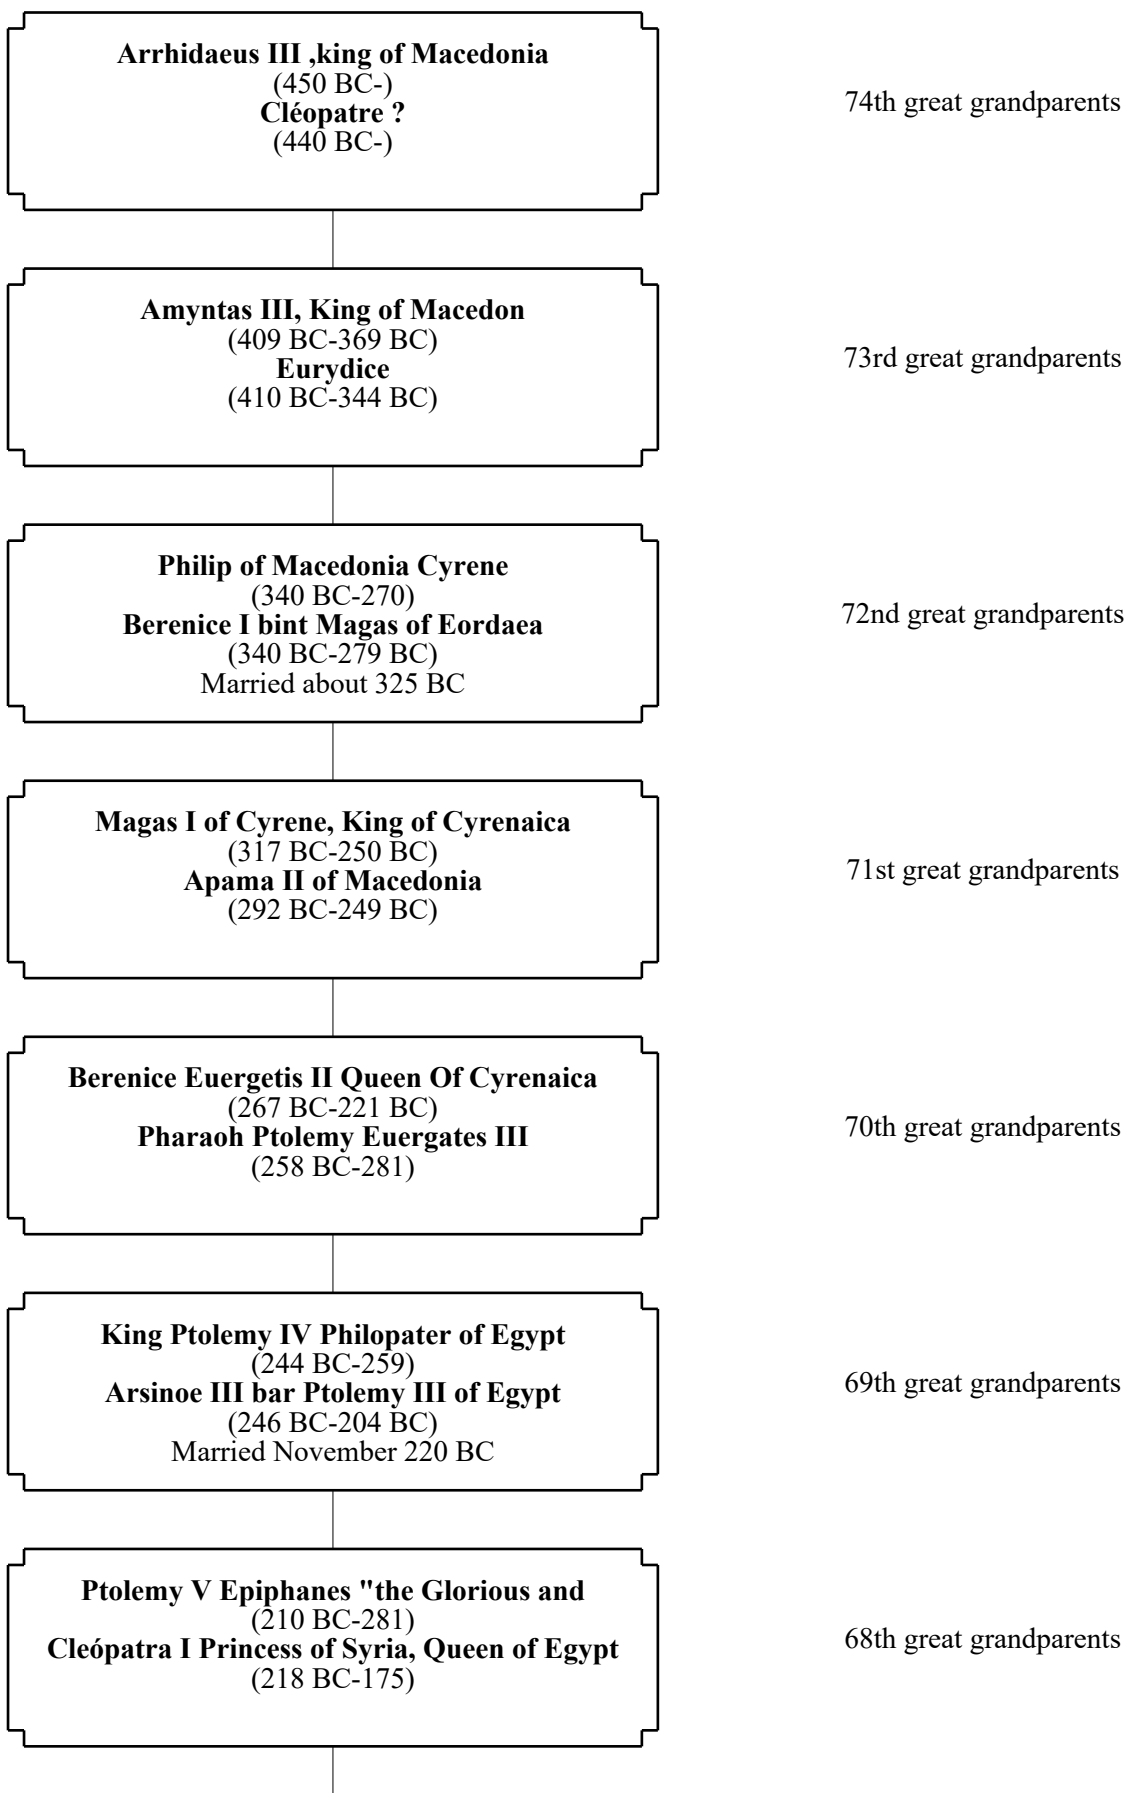 Arrhidaeus III ,king of Macedonia
(450 BC-)
Cléopatre ?
(440 BC-)
74th great grandparents
Amyntas III, King of Macedon
(409 BC-369 BC)
Eurydice
(410 BC-344 BC)
73rd great grandparents
Philip of Macedonia Cyrene
(340 BC-270)
Berenice I bint Magas of Eordaea
(340 BC-279 BC)
Married about 325 BC
72nd great grandparents
Magas I of Cyrene, King of Cyrenaica
(317 BC-250 BC)
Apama II of Macedonia
(292 BC-249 BC)
71st great grandparents
Berenice Euergetis II Queen Of Cyrenaica
(267 BC-221 BC)
Pharaoh Ptolemy Euergates III
(258 BC-281)
70th great grandparents
King Ptolemy IV Philopater of Egypt
(244 BC-259)
Arsinoe III bar Ptolemy III of Egypt
(246 BC-204 BC)
Married November 220 BC
69th great grandparents
Ptolemy V Epiphanes "the Glorious and
(210 BC-281)
Cleópatra I Princess of Syria, Queen of Egypt
(218 BC-175)
68th great grandparents